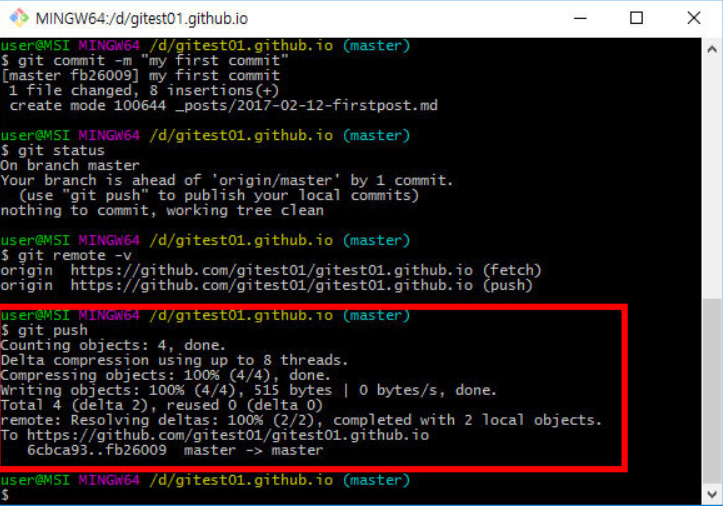 MINGW64:/d/gitest01.github.io
user@MSI MINGW64 /d/gitest01.github.io (master)
$ git commit -m "my first commit"
[master fb26009] my first commit
 1 file changed, 8 insertions(+)
 create mode 100644 _posts/2017-02-12-firstpost.md
user@MSI MINGW64 /d/gitest01.github.io (master)
$ git status
On branch master
Your branch is ahead of 'origin/master' by 1 commit.
  (use "git push" to publish your local commits)
nothing to commit, working tree clean
user@MSI MINGW64 /d/gitest01.github.io (master)
$ git remote -v
origin  https://github.com/gitest01/gitest01.github.io (fetch)
origin  https://github.com/gitest01/gitest01.github.io (push)
user@MSI MINGW64 /d/gitest01.github.io (master)
$ git push
Counting objects: 4, done.
Delta compression using up to 8 threads.
Compressing objects: 100% (4/4), done.
Writing objects: 100% (4/4), 515 bytes | 0 bytes/s, done.
Total 4 (delta 2), reused 0 (delta 0)
remote: Resolving deltas: 100% (2/2), completed with 2 local objects.
To https://github.com/gitest01/gitest01.github.io
   6cbca93..fb26009  master -> master
user@MSI MINGW64 /d/gitest01.github.io (master)
$